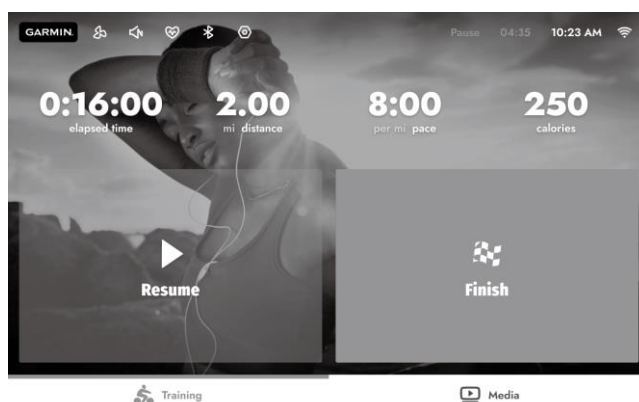 GARMIN. Pause 04:35 10:23 AM
0:16:00 2.00 8:00 250
elapsed time mi distance per mi pace calories
Resume Finish
Training Media